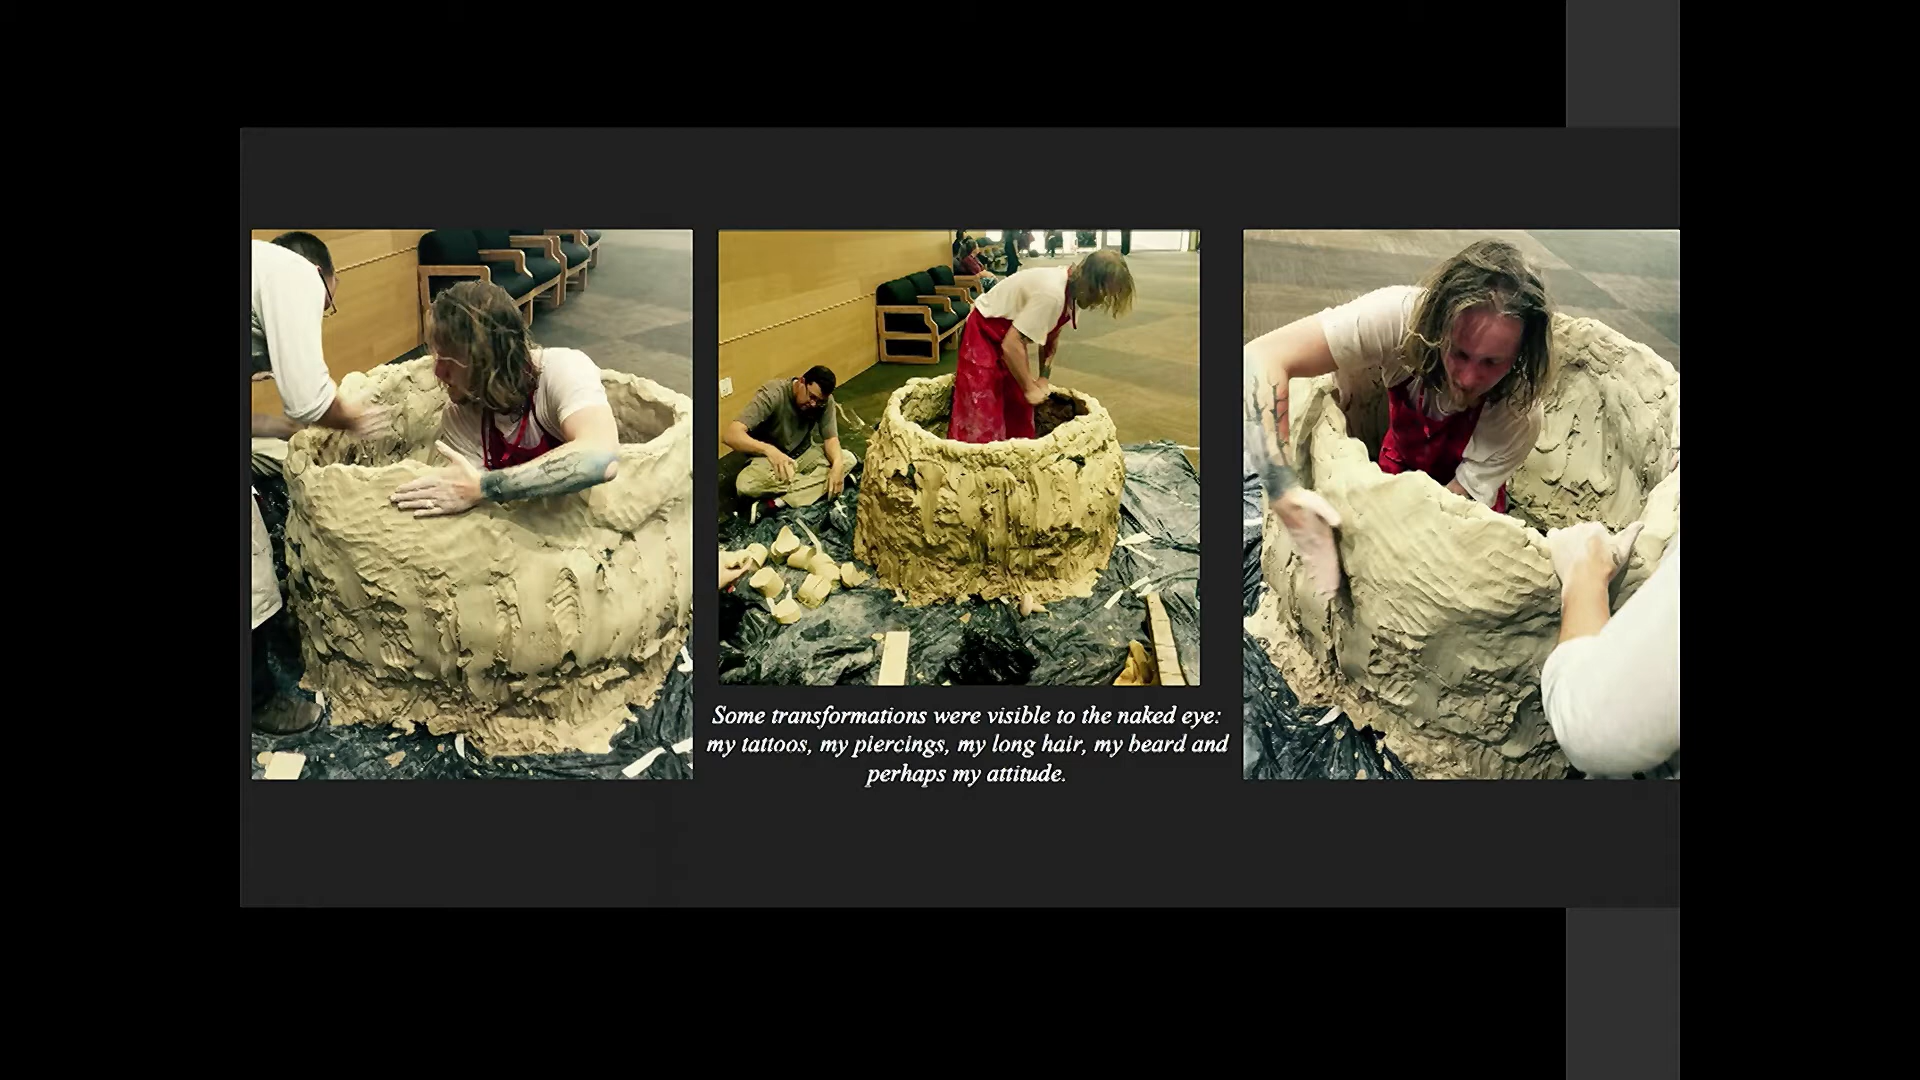 Some transformations were visible to the naked eye:
my tattoos, my piercings, my long hair, my beard and
perhaps my attitude.